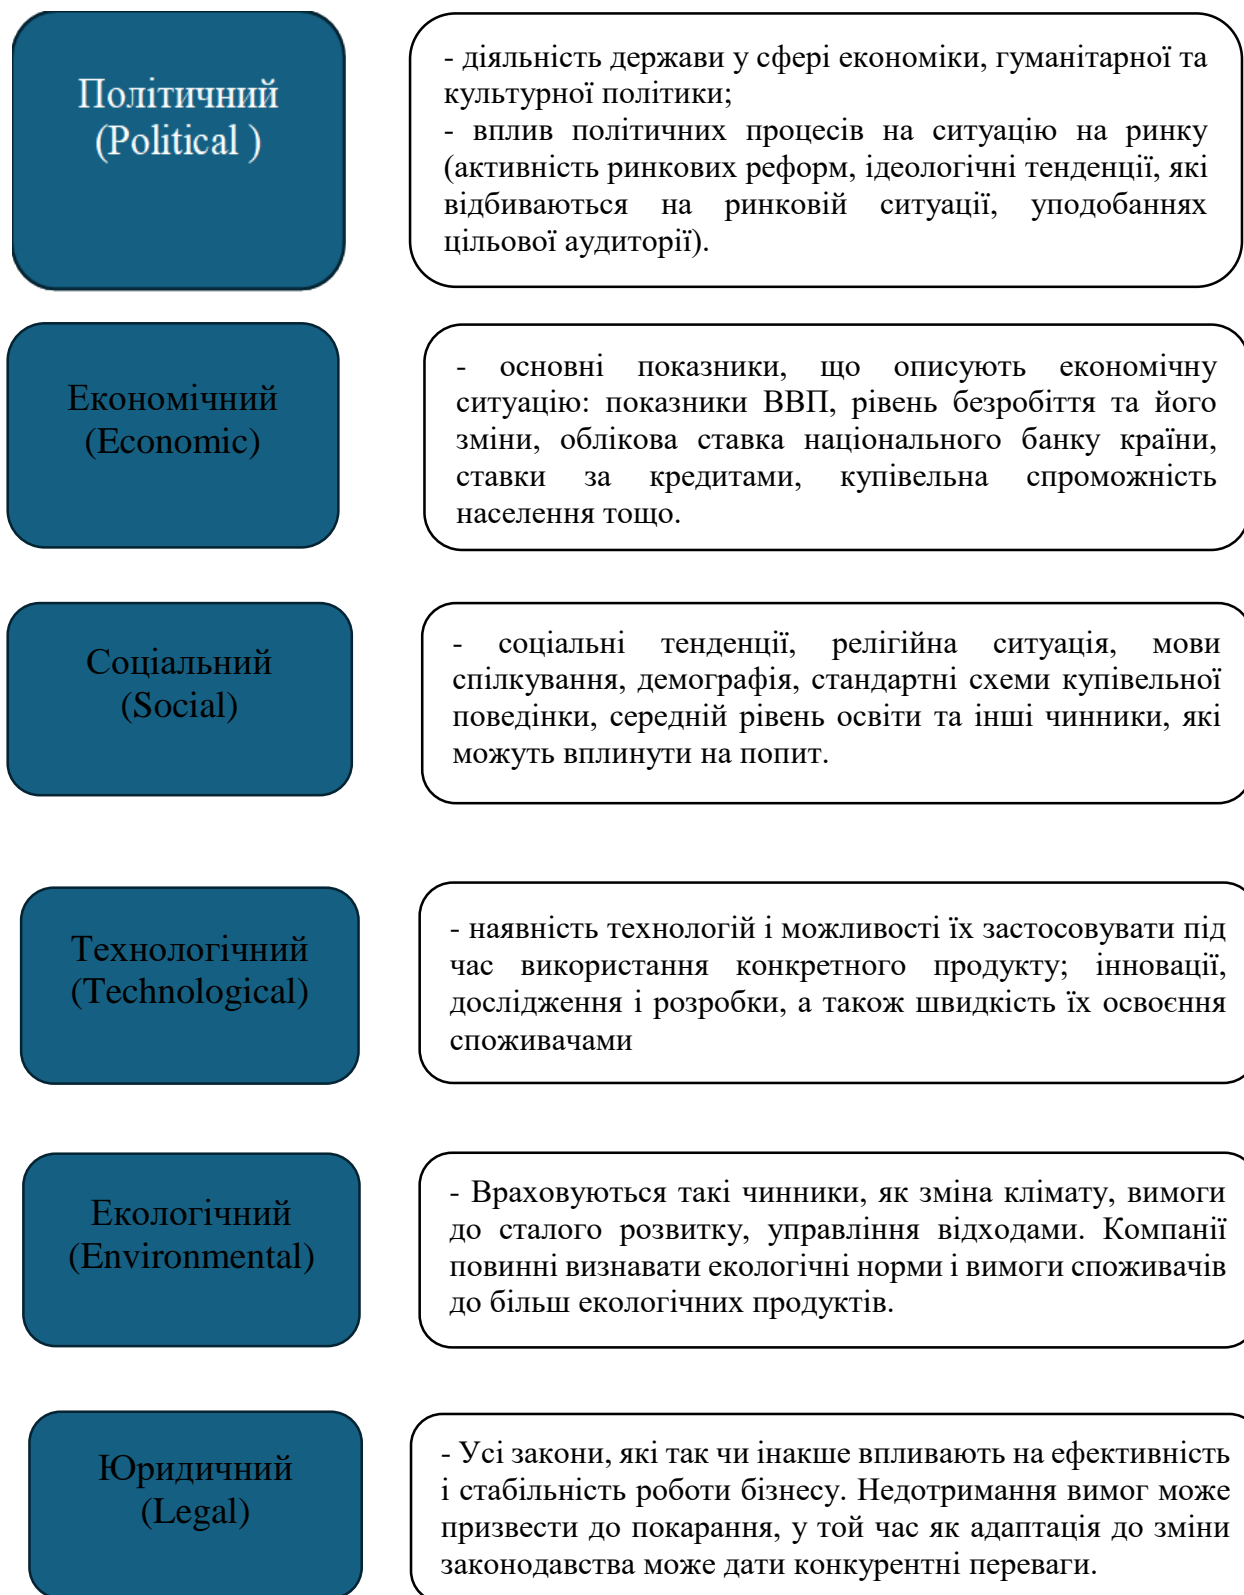 Політичний
(Political )
- діяльність держави у сфері економіки, гуманітарної та
культурної політики;
- вплив політичних процесів на ситуацію на ринку
(активність ринкових реформ, ідеологічні тенденції, які
відбиваються на ринковій ситуації, уподобаннях
цільової аудиторії).
Економічний
(Economic)
- основні показники, що описують економічну
ситуацію: показники ВВП, рівень безробіття та його
зміни, облікова ставка національного банку країни,
ставки за кредитами, купівельна спроможність
населення тощо.
Соціальний
(Social)
- соціальні тенденції, релігійна ситуація, мови
спілкування, демографія, стандартні схеми купівельної
поведінки, середній рівень освіти та інші чинники, які
можуть вплинути на попит.
Технологічний
(Technological)
- наявність технологій і можливості їх застосовувати під
час використання конкретного продукту; інновації,
дослідження і розробки, а також швидкість їх освоєння
споживачами
Екологічний
(Environmental)
- Враховуються такі чинники, як зміна клімату, вимоги
до сталого розвитку, управління відходами. Компанії
повинні визнавати екологічні норми і вимоги споживачів
до більш екологічних продуктів.
Юридичний
(Legal)
- Усі закони, які так чи інакше впливають на ефективність
і стабільність роботи бізнесу. Недотримання вимог може
призвести до покарання, у той час як адаптація до зміни
законодавства може дати конкурентні переваги.